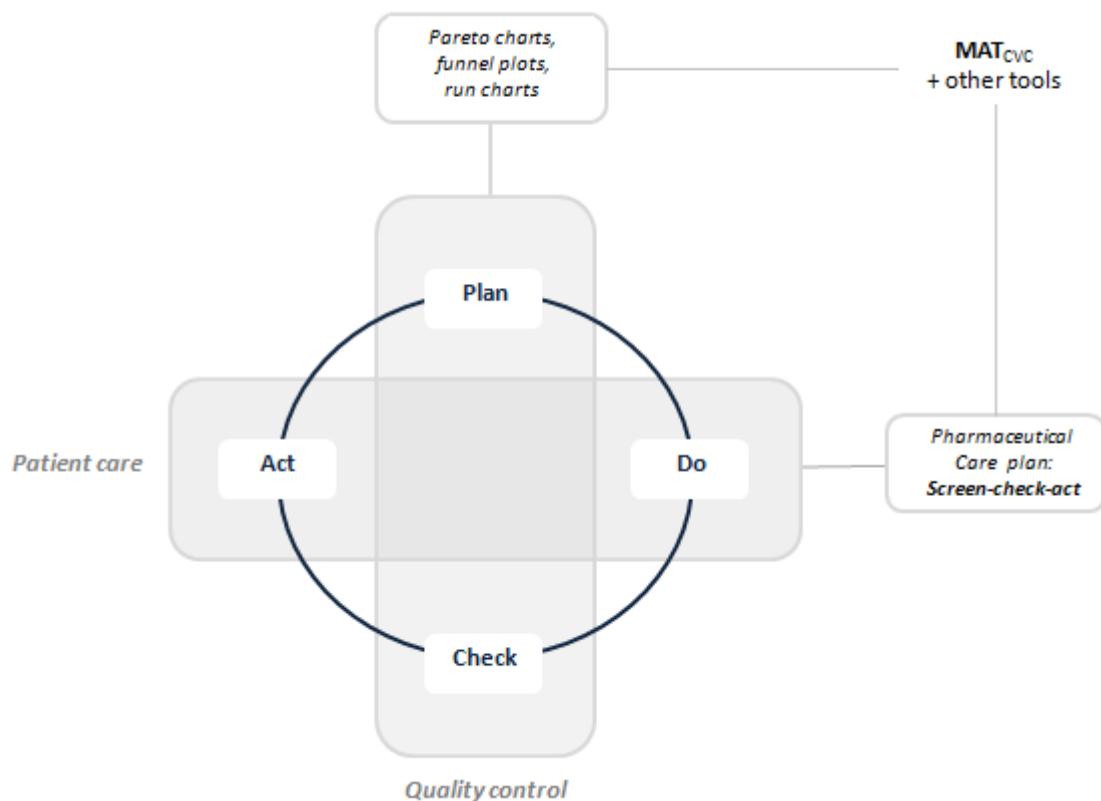 Pareto charts,
funnel plots,
run charts
MATCVC
+ other tools
Plan
Patient care
Act
Do
Pharmaceutical
Care plan:
Screen-check-act
Check
Quality control